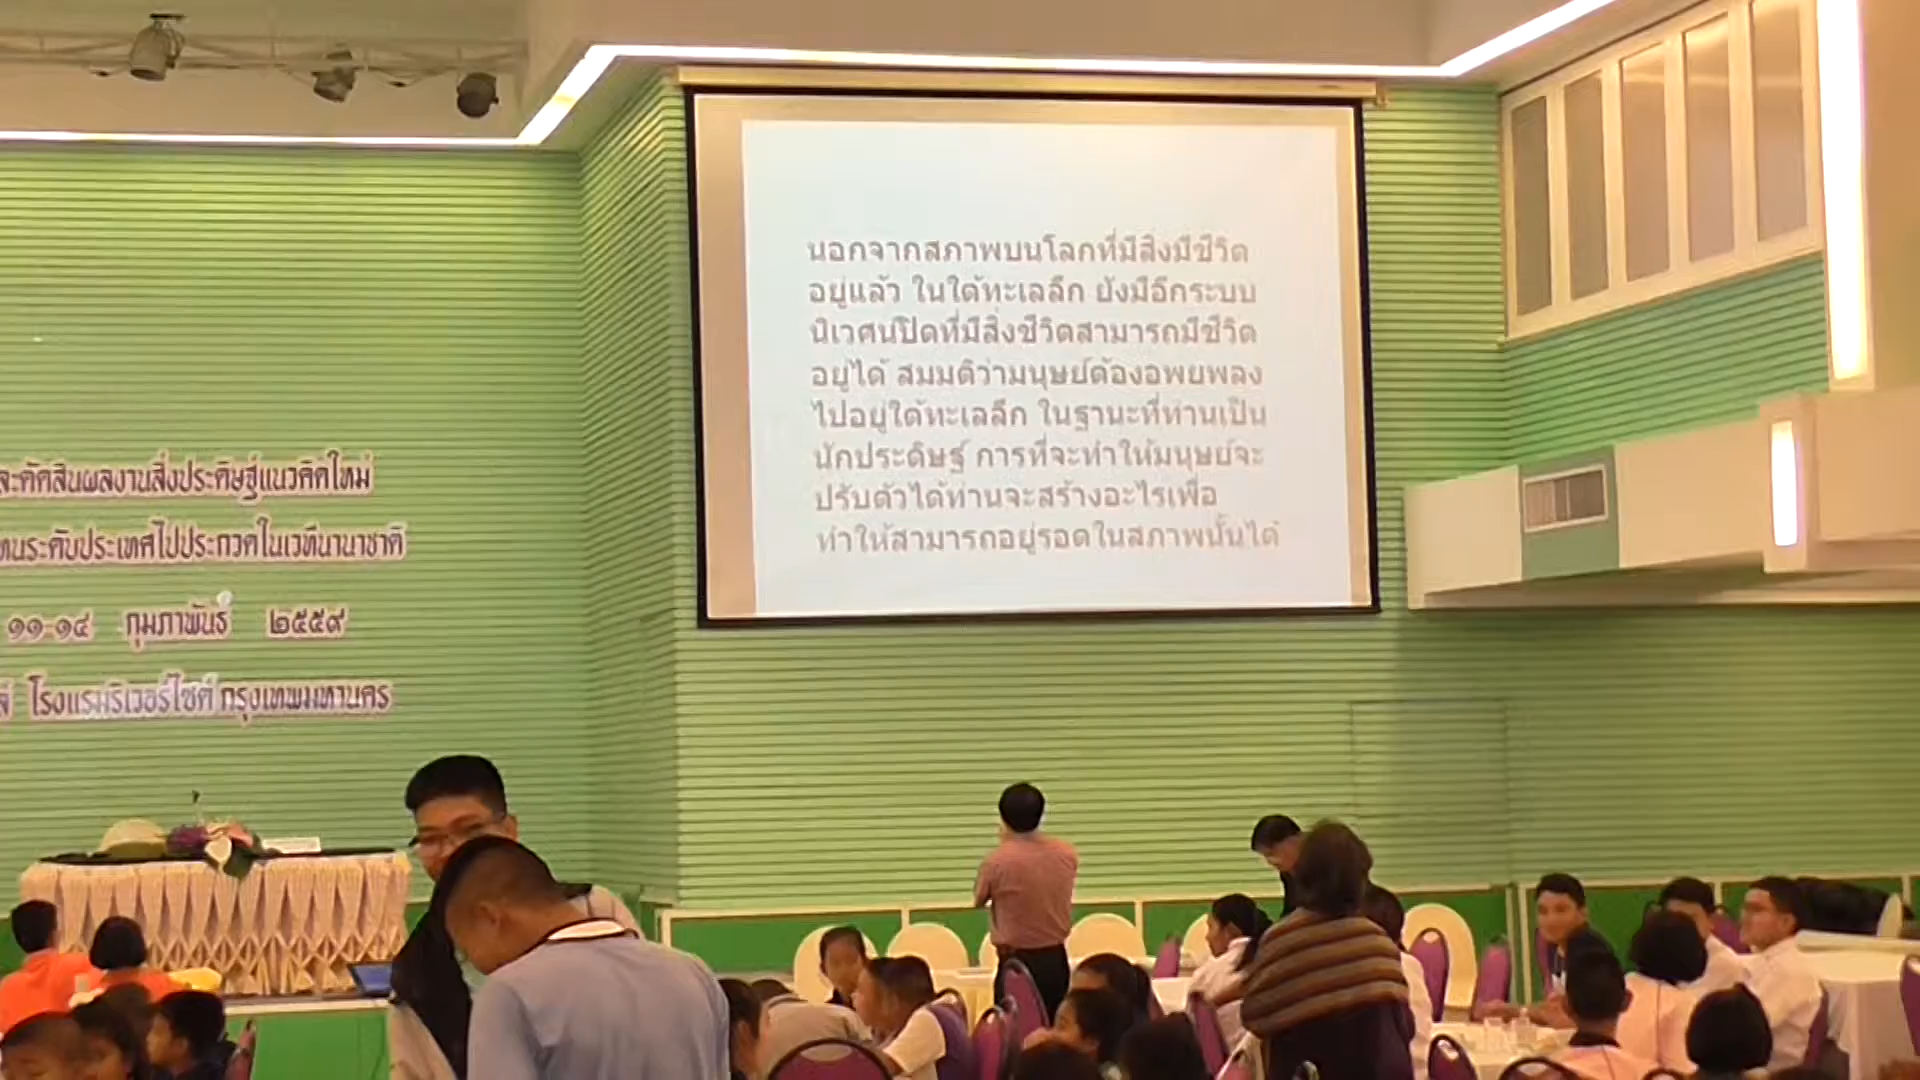 นอกจากสภาพบนโลกที่มีสิ่งมีชีวิต
อยู่แล้ว ในใต้ทะเลลึก ยังมีอีกระบบ
นิเวศน์ปิดที่มีสิ่งชีวิตสามารถมีชีวิต
อยู่ได้ สมมติว่ามนุษย์ต้องอพยพลง
ไปอยู่ใต้ทะเลลึก ในฐานะที่ท่านเป็น
นักประดิษฐ์ การที่จะทำให้มนุษย์จะ
ปรับตัวได้ท่านจะสร้างอะไรเพื่อ
ทำให้สามารถอยู่รอดในสภาพนั้นได้
ละตัดสินผลงานสิ่งประดิษฐ์แนวคิดใหม่
ทนระดับประเทศไปประกวดในเวทีนานาชาติ
๑๑-๑๔ กุมภาพันธ์ ๒๕๕๙
โรงแรมริเวอร์ไซด์ กรุงเทพมหานคร